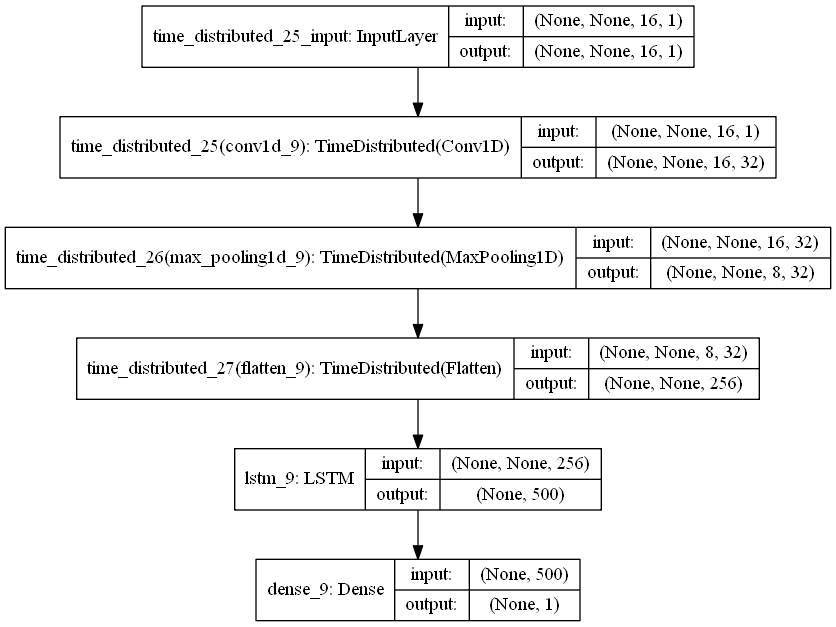 time_distributed_25_input: InputLayer
input: (None, None, 16, 1)
output: (None, None, 16, 1)
time_distributed_25(conv1d_9): TimeDistributed(Conv1D)
input: (None, None, 16, 1)
output: (None, None, 16, 32)
time_distributed_26(max_pooling1d_9): TimeDistributed(MaxPooling1D)
input: (None, None, 16, 32)
output: (None, None, 8, 32)
time_distributed_27(flatten_9): TimeDistributed(Flatten)
input: (None, None, 8, 32)
output: (None, None, 256)
lstm_9: LSTM
input: (None, None, 256)
output: (None, 500)
dense_9: Dense
input: (None, 500)
output: (None, 1)